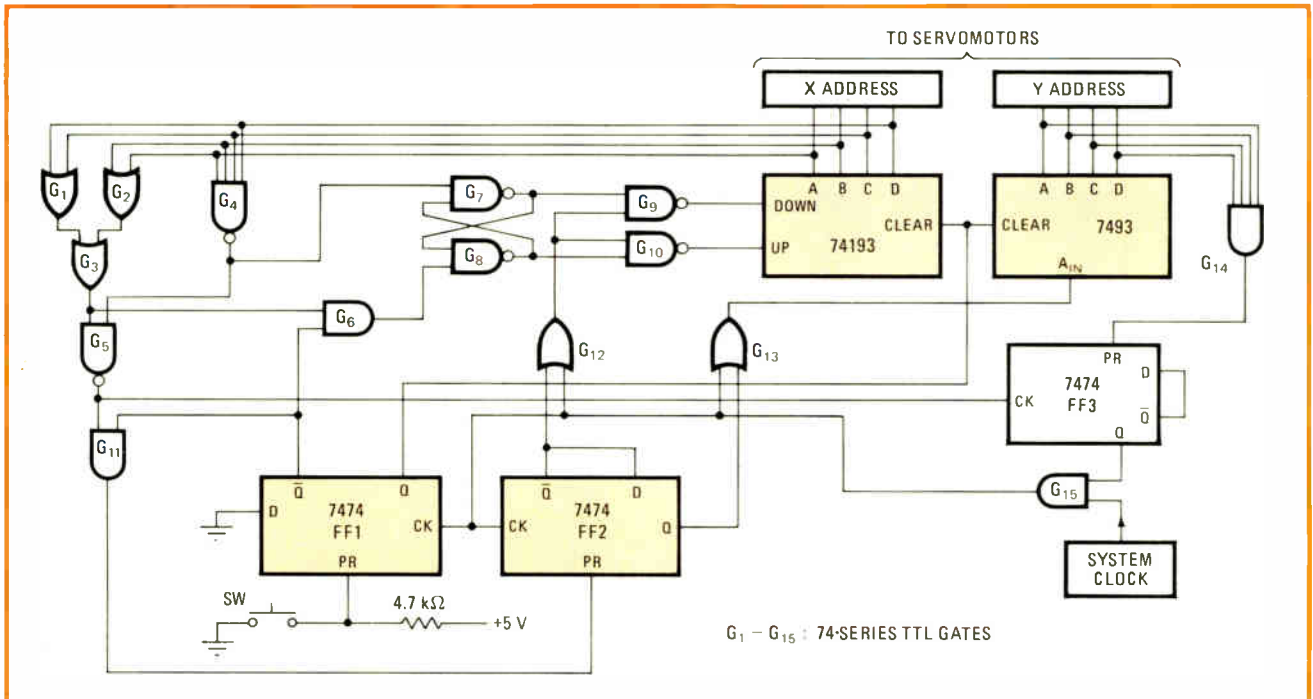 TO SERVOMOTORS
X ADDRESS
Y ADDRESS
G1
G2
G4
G7
G9
A B C D
DOWN
CLEAR
UP
74193
A B C D
CLEAR
7493
AIN
G3
G8
G10
G14
G5
G6
G12
G13
PR
D
7474
FF3
CK
Q̅
Q
G11
Q̅
Q
D
7474
FF1
CK
PR
Q̅
D
CK
7474
FF2
Q
PR
G15
SYSTEM
CLOCK
SW
4.7 kΩ
+5 V
G1 – G15 : 74-SERIES TTL GATES